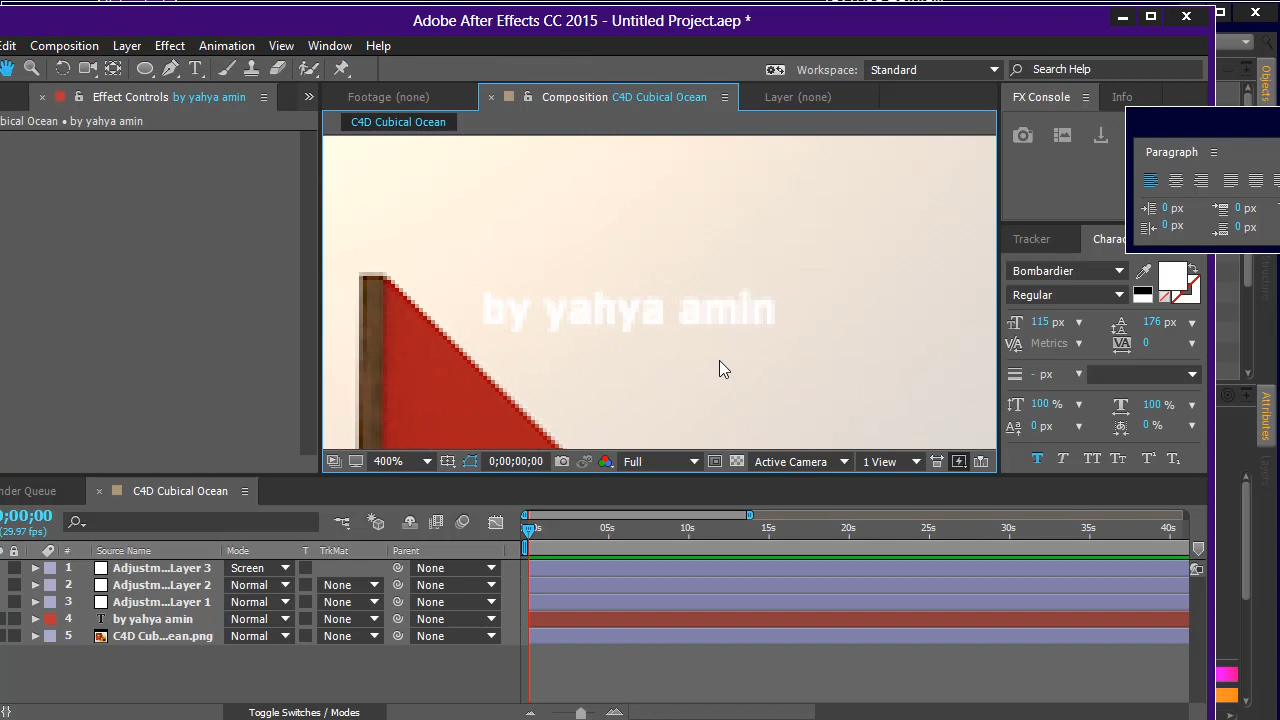 Adobe After Effects CC 2015 - Untitled Project.aep *
Edit Composition Layer Effect Animation View Window Help
Workspace: Standard Search Help
Effect Controls by yahya amin
Footage (none)
Composition C4D Cubical Ocean
Layer (none)
FX Console Info
bical Ocean • by yahya amin
C4D Cubical Ocean
Paragraph
0 px 0 px
0 px 0 px
by yahya amin
Tracker
Charac
Bombardier
Regular
115 px 176 px
Metrics 0
- px
100 % 100 %
0 px 0 %
T T TT Tt T¹ T₁
400% 0;00;00;00 Full Active Camera 1 View
nder Queue
C4D Cubical Ocean
0;00;00
(29.97 fps)
0s 05s 10s 15s 20s 25s 30s 35s 40s
# Source Name Mode T TrkMat Parent
1 Adjustm...Layer 3 Screen None
2 Adjustm...Layer 2 Normal None None
3 Adjustm...Layer 1 Normal None None
4 T by yahya amin Normal None None
5 C4D Cub...ean.png Normal None None
Toggle Switches / Modes
Objects
Structure
Attributes
Layers